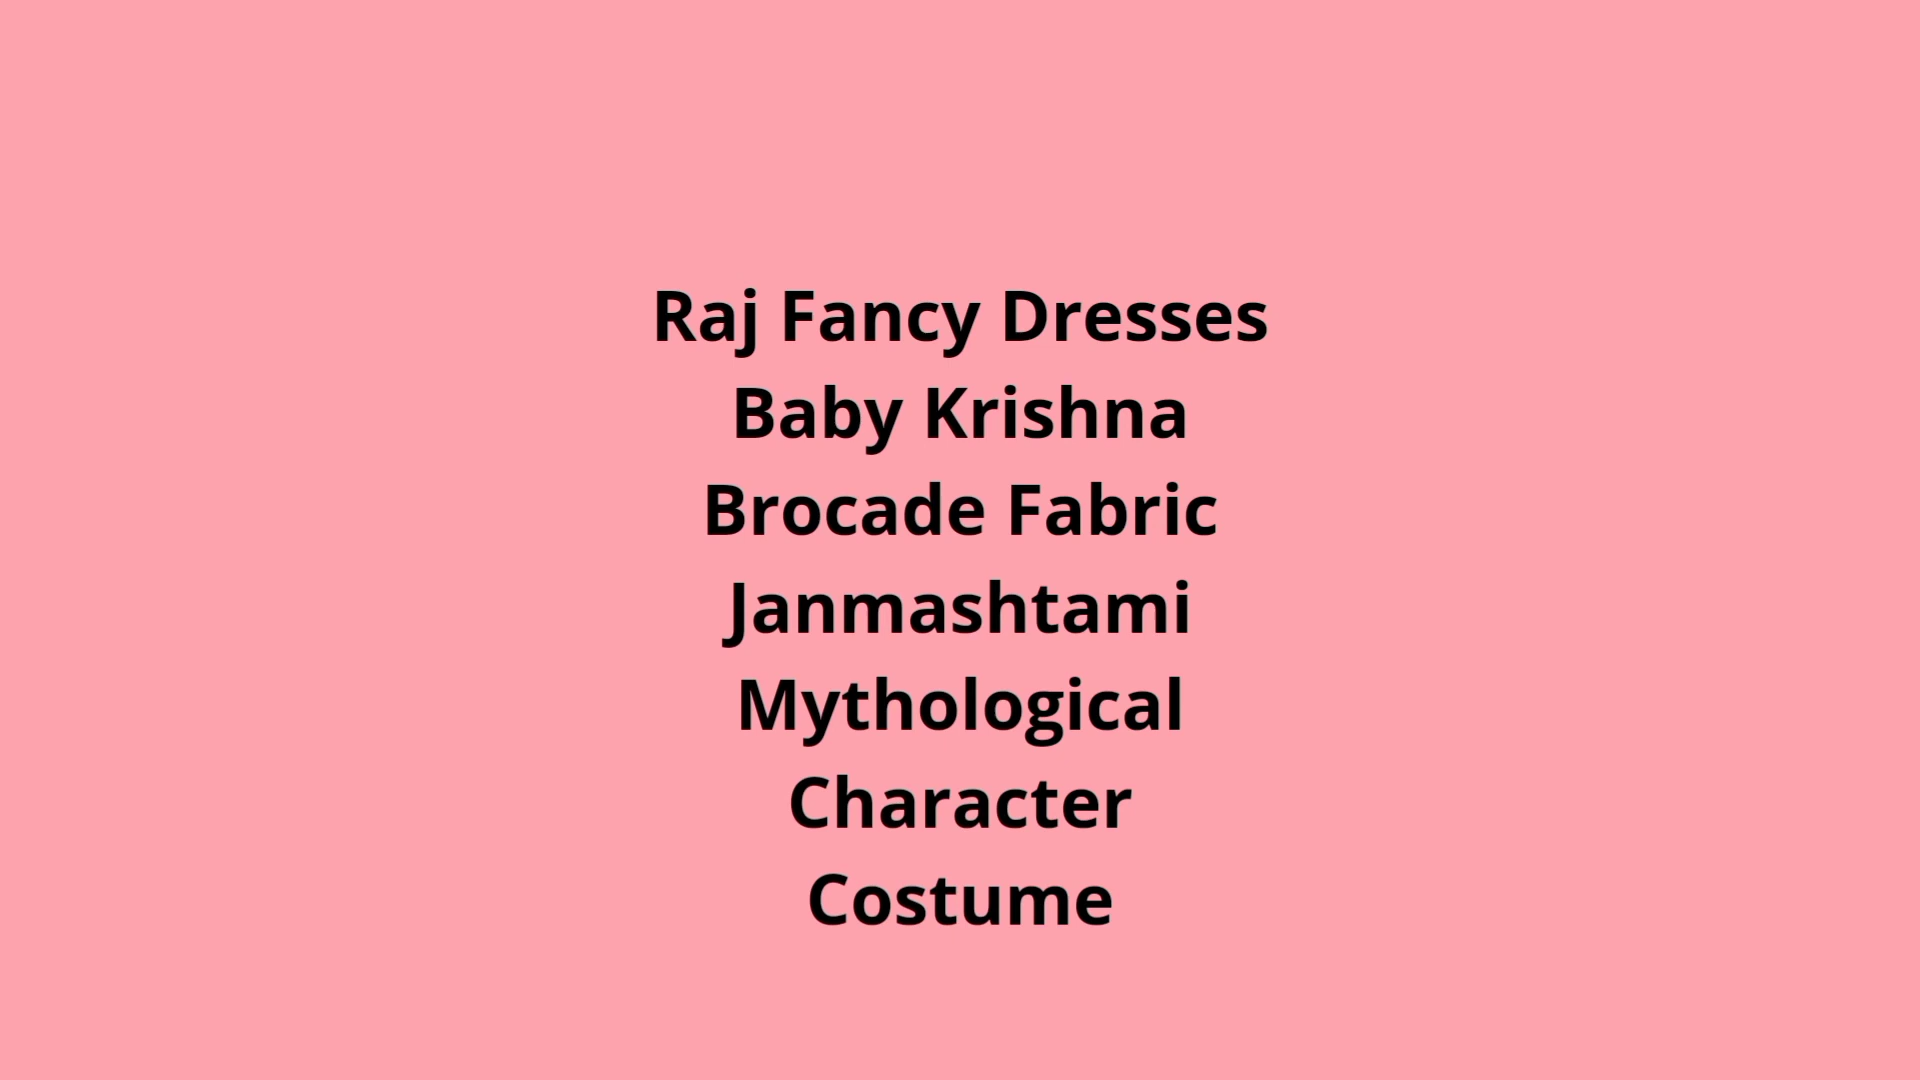 Raj Fancy Dresses
Baby Krishna
Brocade Fabric
Janmashtami
Mythological
Character
Costume